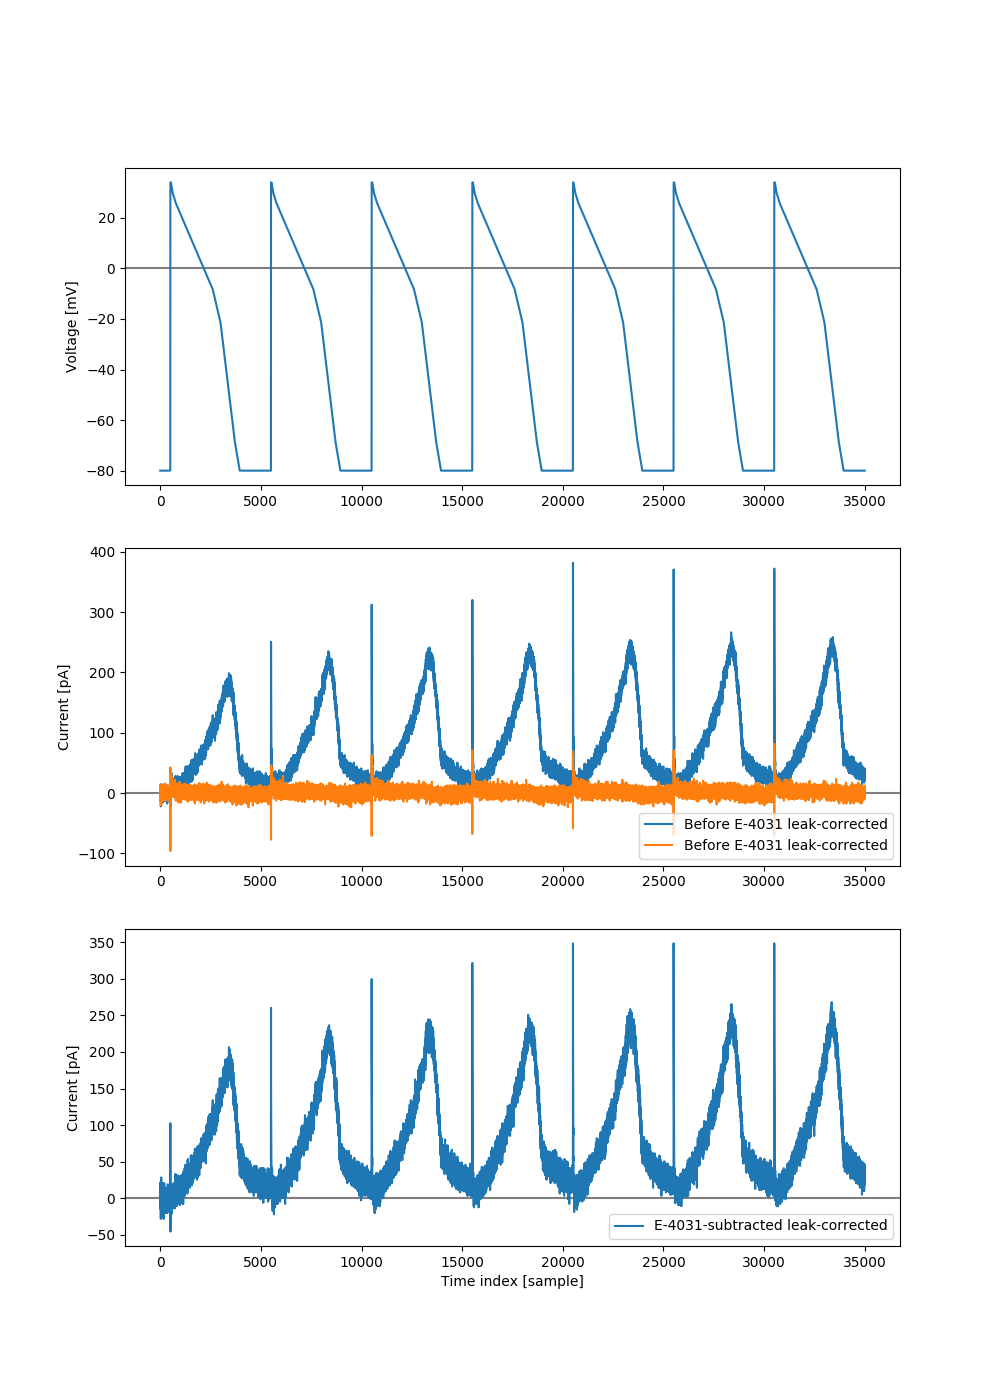 20
0
−20
−40
−60
−80
Voltage [mV]
0 5000 10000 15000 20000 25000 30000 35000
400
300
200
100
0
−100
Current [pA]
Before E-4031 leak-corrected
Before E-4031 leak-corrected
0 5000 10000 15000 20000 25000 30000 35000
350
300
250
200
150
100
50
0
−50
Current [pA]
E-4031-subtracted leak-corrected
0 5000 10000 15000 20000 25000 30000 35000
Time index [sample]